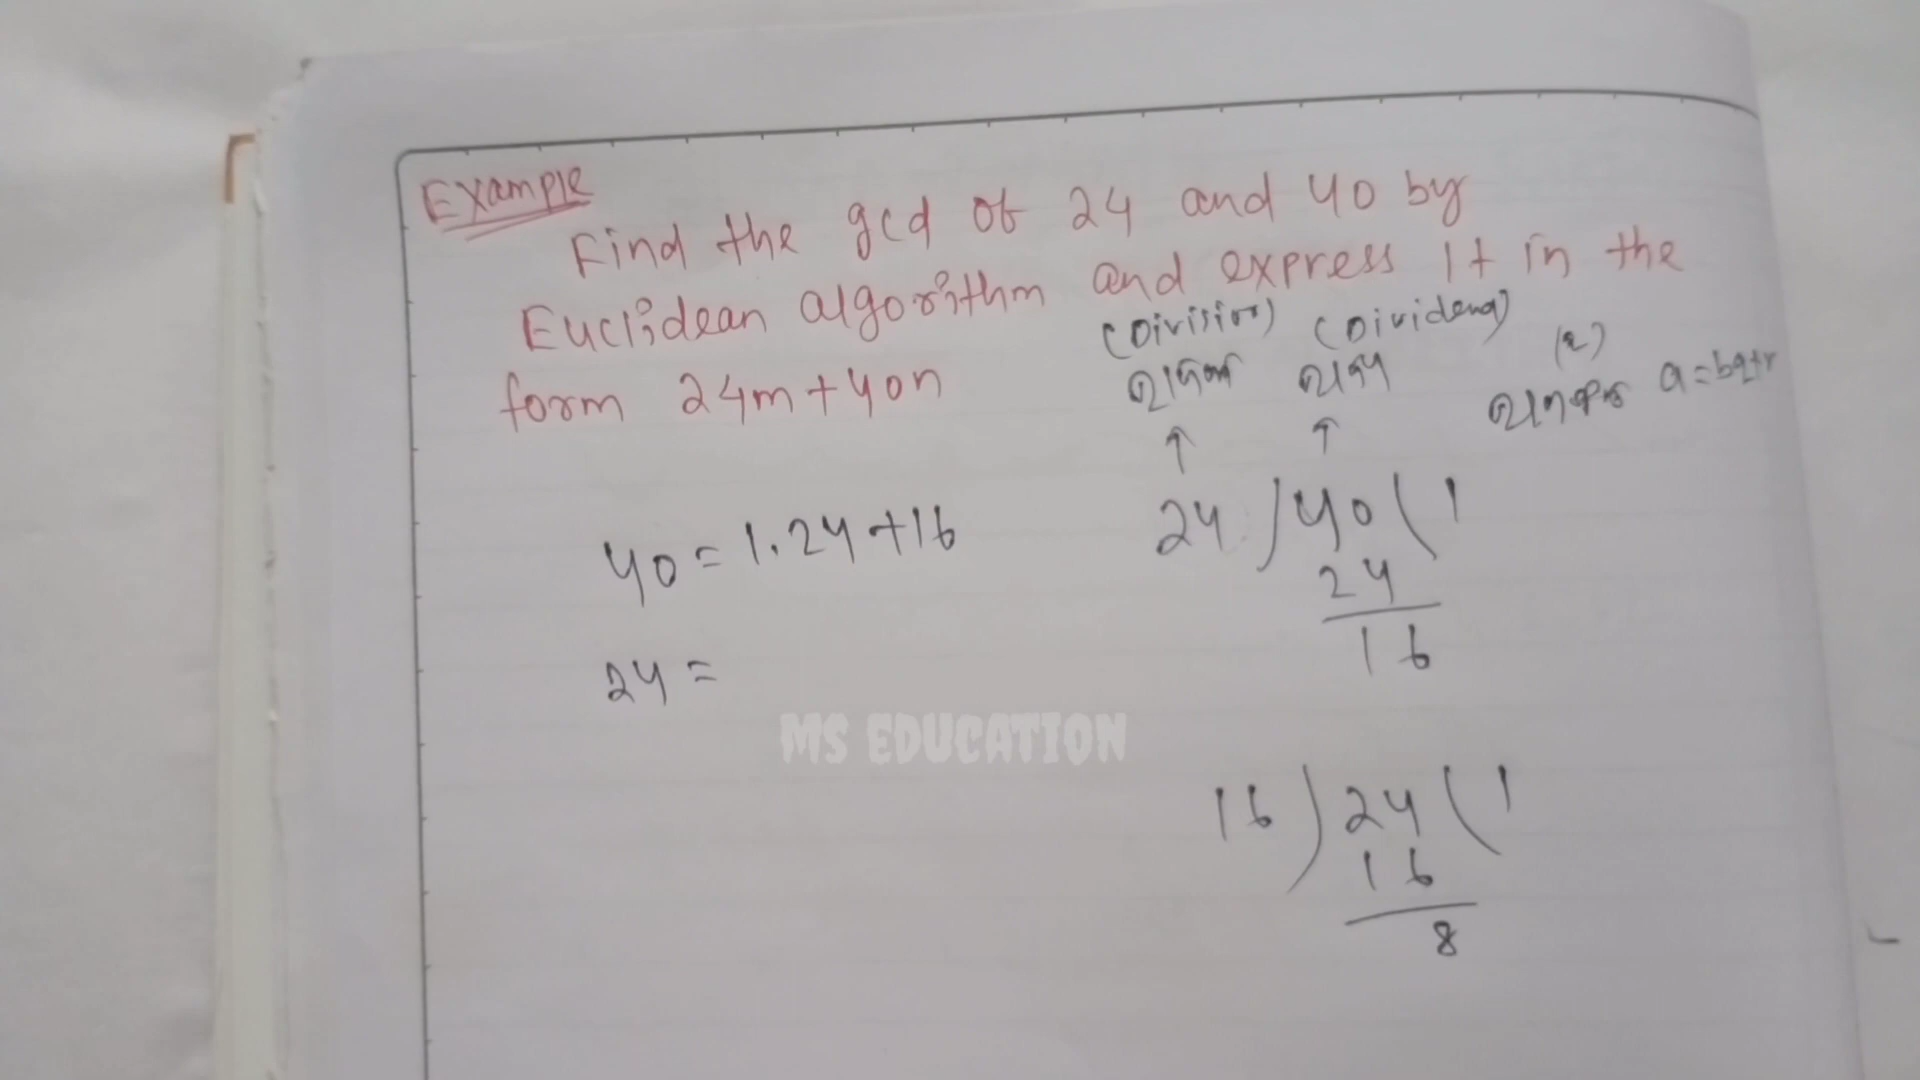 Example
Find the gcd of 24 and 40 by
Euclidean algorithm and express it in the
form 24m+40n
(Divisior) (Dividend)
(r)
a=bq+r
40 = 1.24+16
24 ) 40 ( 1
24
16
24 =
MS EDUCATION
16 ) 24 ( 1
16
8